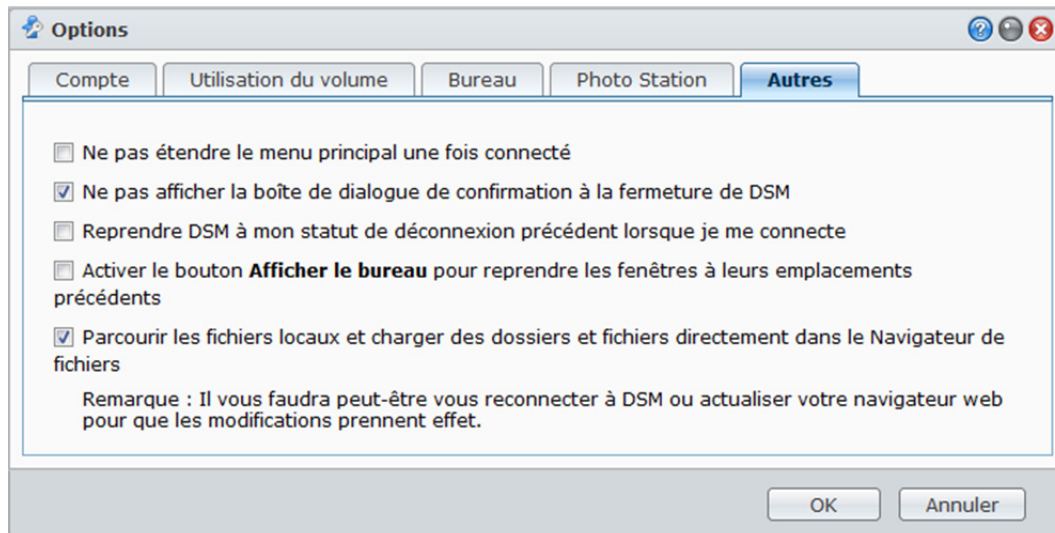 Options
Compte
Utilisation du volume
Bureau
Photo Station
Autres
Ne pas étendre le menu principal une fois connecté
Ne pas afficher la boîte de dialogue de confirmation à la fermeture de DSM
Reprendre DSM à mon statut de déconnexion précédent lorsque je me connecte
Activer le bouton Afficher le bureau pour reprendre les fenêtres à leurs emplacements
précédents
Parcourir les fichiers locaux et charger des dossiers et fichiers directement dans le Navigateur de
fichiers
Remarque : Il vous faudra peut-être vous reconnecter à DSM ou actualiser votre navigateur web
pour que les modifications prennent effet.
OK
Annuler